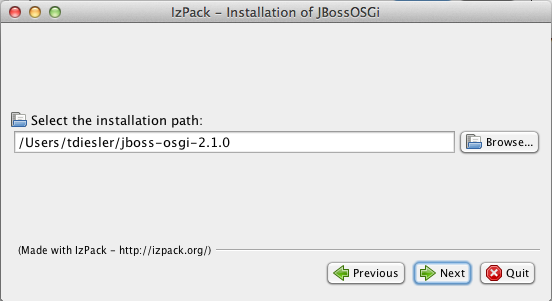 IzPack - Installation of JBossOSGi
Select the installation path:
/Users/tdiesler/jboss-osgi-2.1.0
Browse...
(Made with IzPack - http://izpack.org/)
Previous
Next
Quit